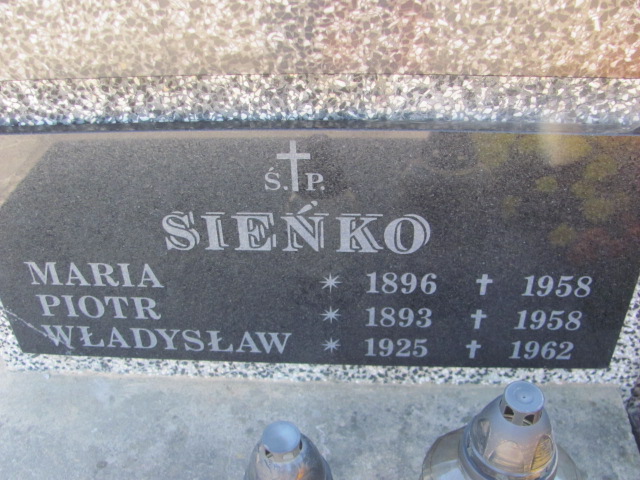 Ś. P.
SIEŃKO
MARIA * 1896 ✝ 1958
PIOTR * 1893 ✝ 1958
WŁADYSŁAW * 1925 ✝ 1962